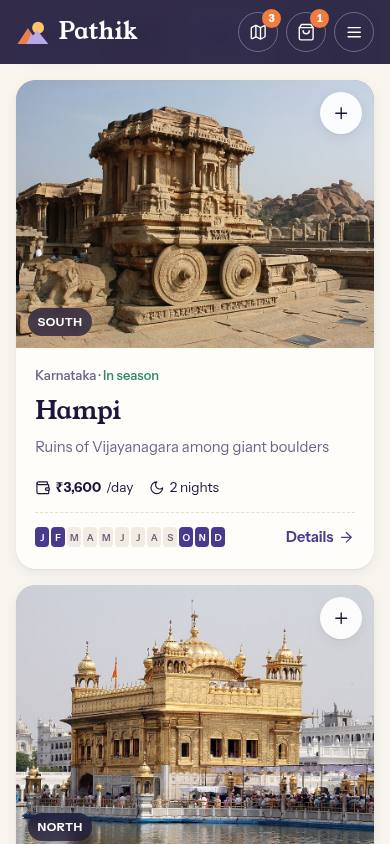 Pathik
3
1
SOUTH
Karnataka · In season
Hampi
Ruins of Vijayanagara among giant boulders
₹3,600 /day 2 nights
J F M A M J J A S O N D
Details →
NORTH